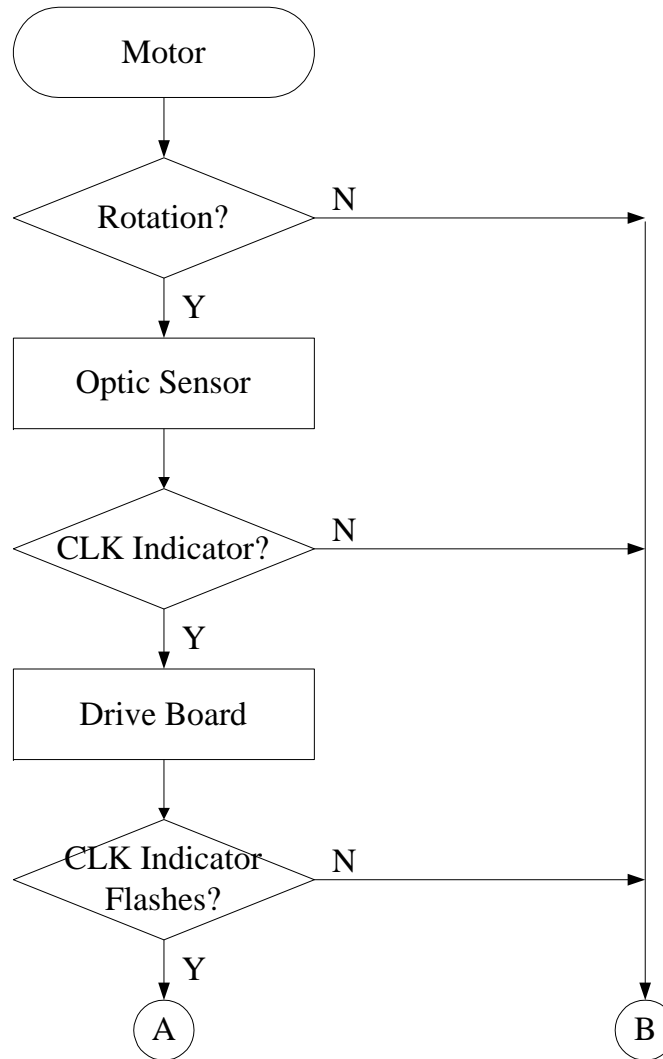 Motor
Rotation?
N
Y
Optic Sensor
CLK Indicator?
N
Y
Drive Board
CLK Indicator
Flashes?
N
Y
A
B